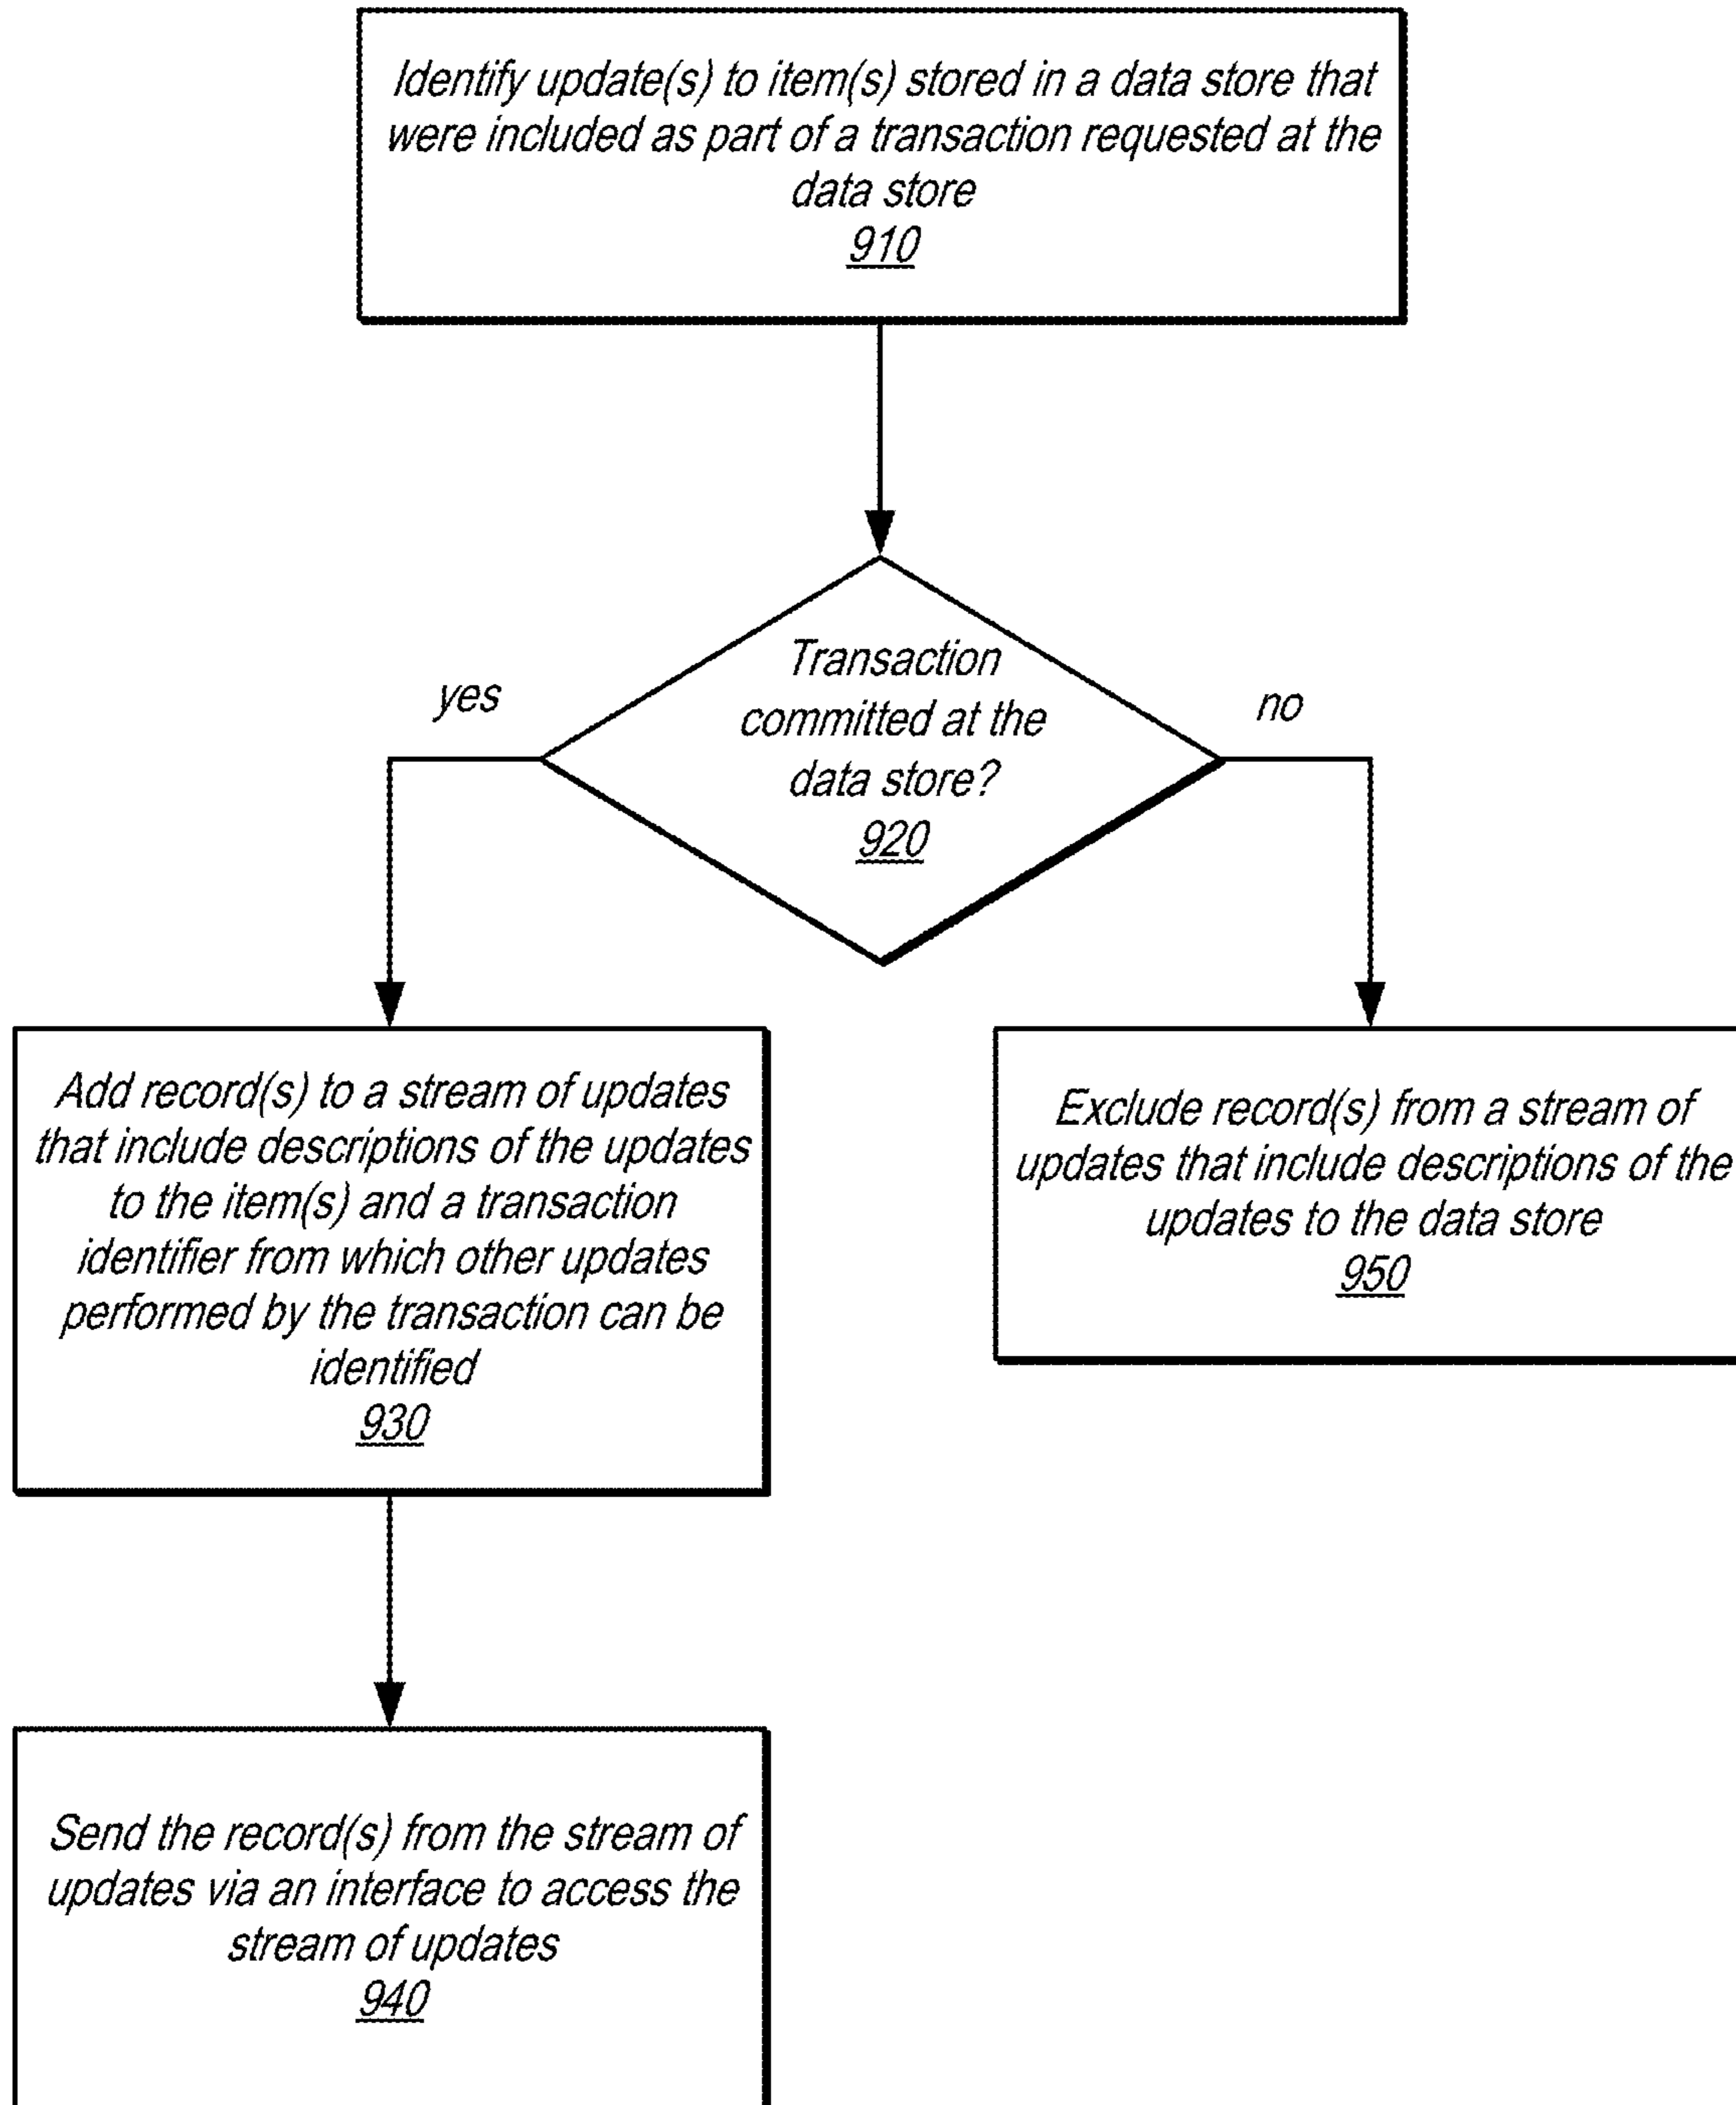 Identify update(s) to item(s) stored in a data store that
were included as part of a transaction requested at the
data store
910
Transaction
committed at the
data store?
920
yes
no
Add record(s) to a stream of updates
that include descriptions of the updates
to the item(s) and a transaction
identifier from which other updates
performed by the transaction can be
identified
930
Exclude record(s) from a stream of
updates that include descriptions of the
updates to the data store
950
Send the record(s) from the stream of
updates via an interface to access the
stream of updates
940